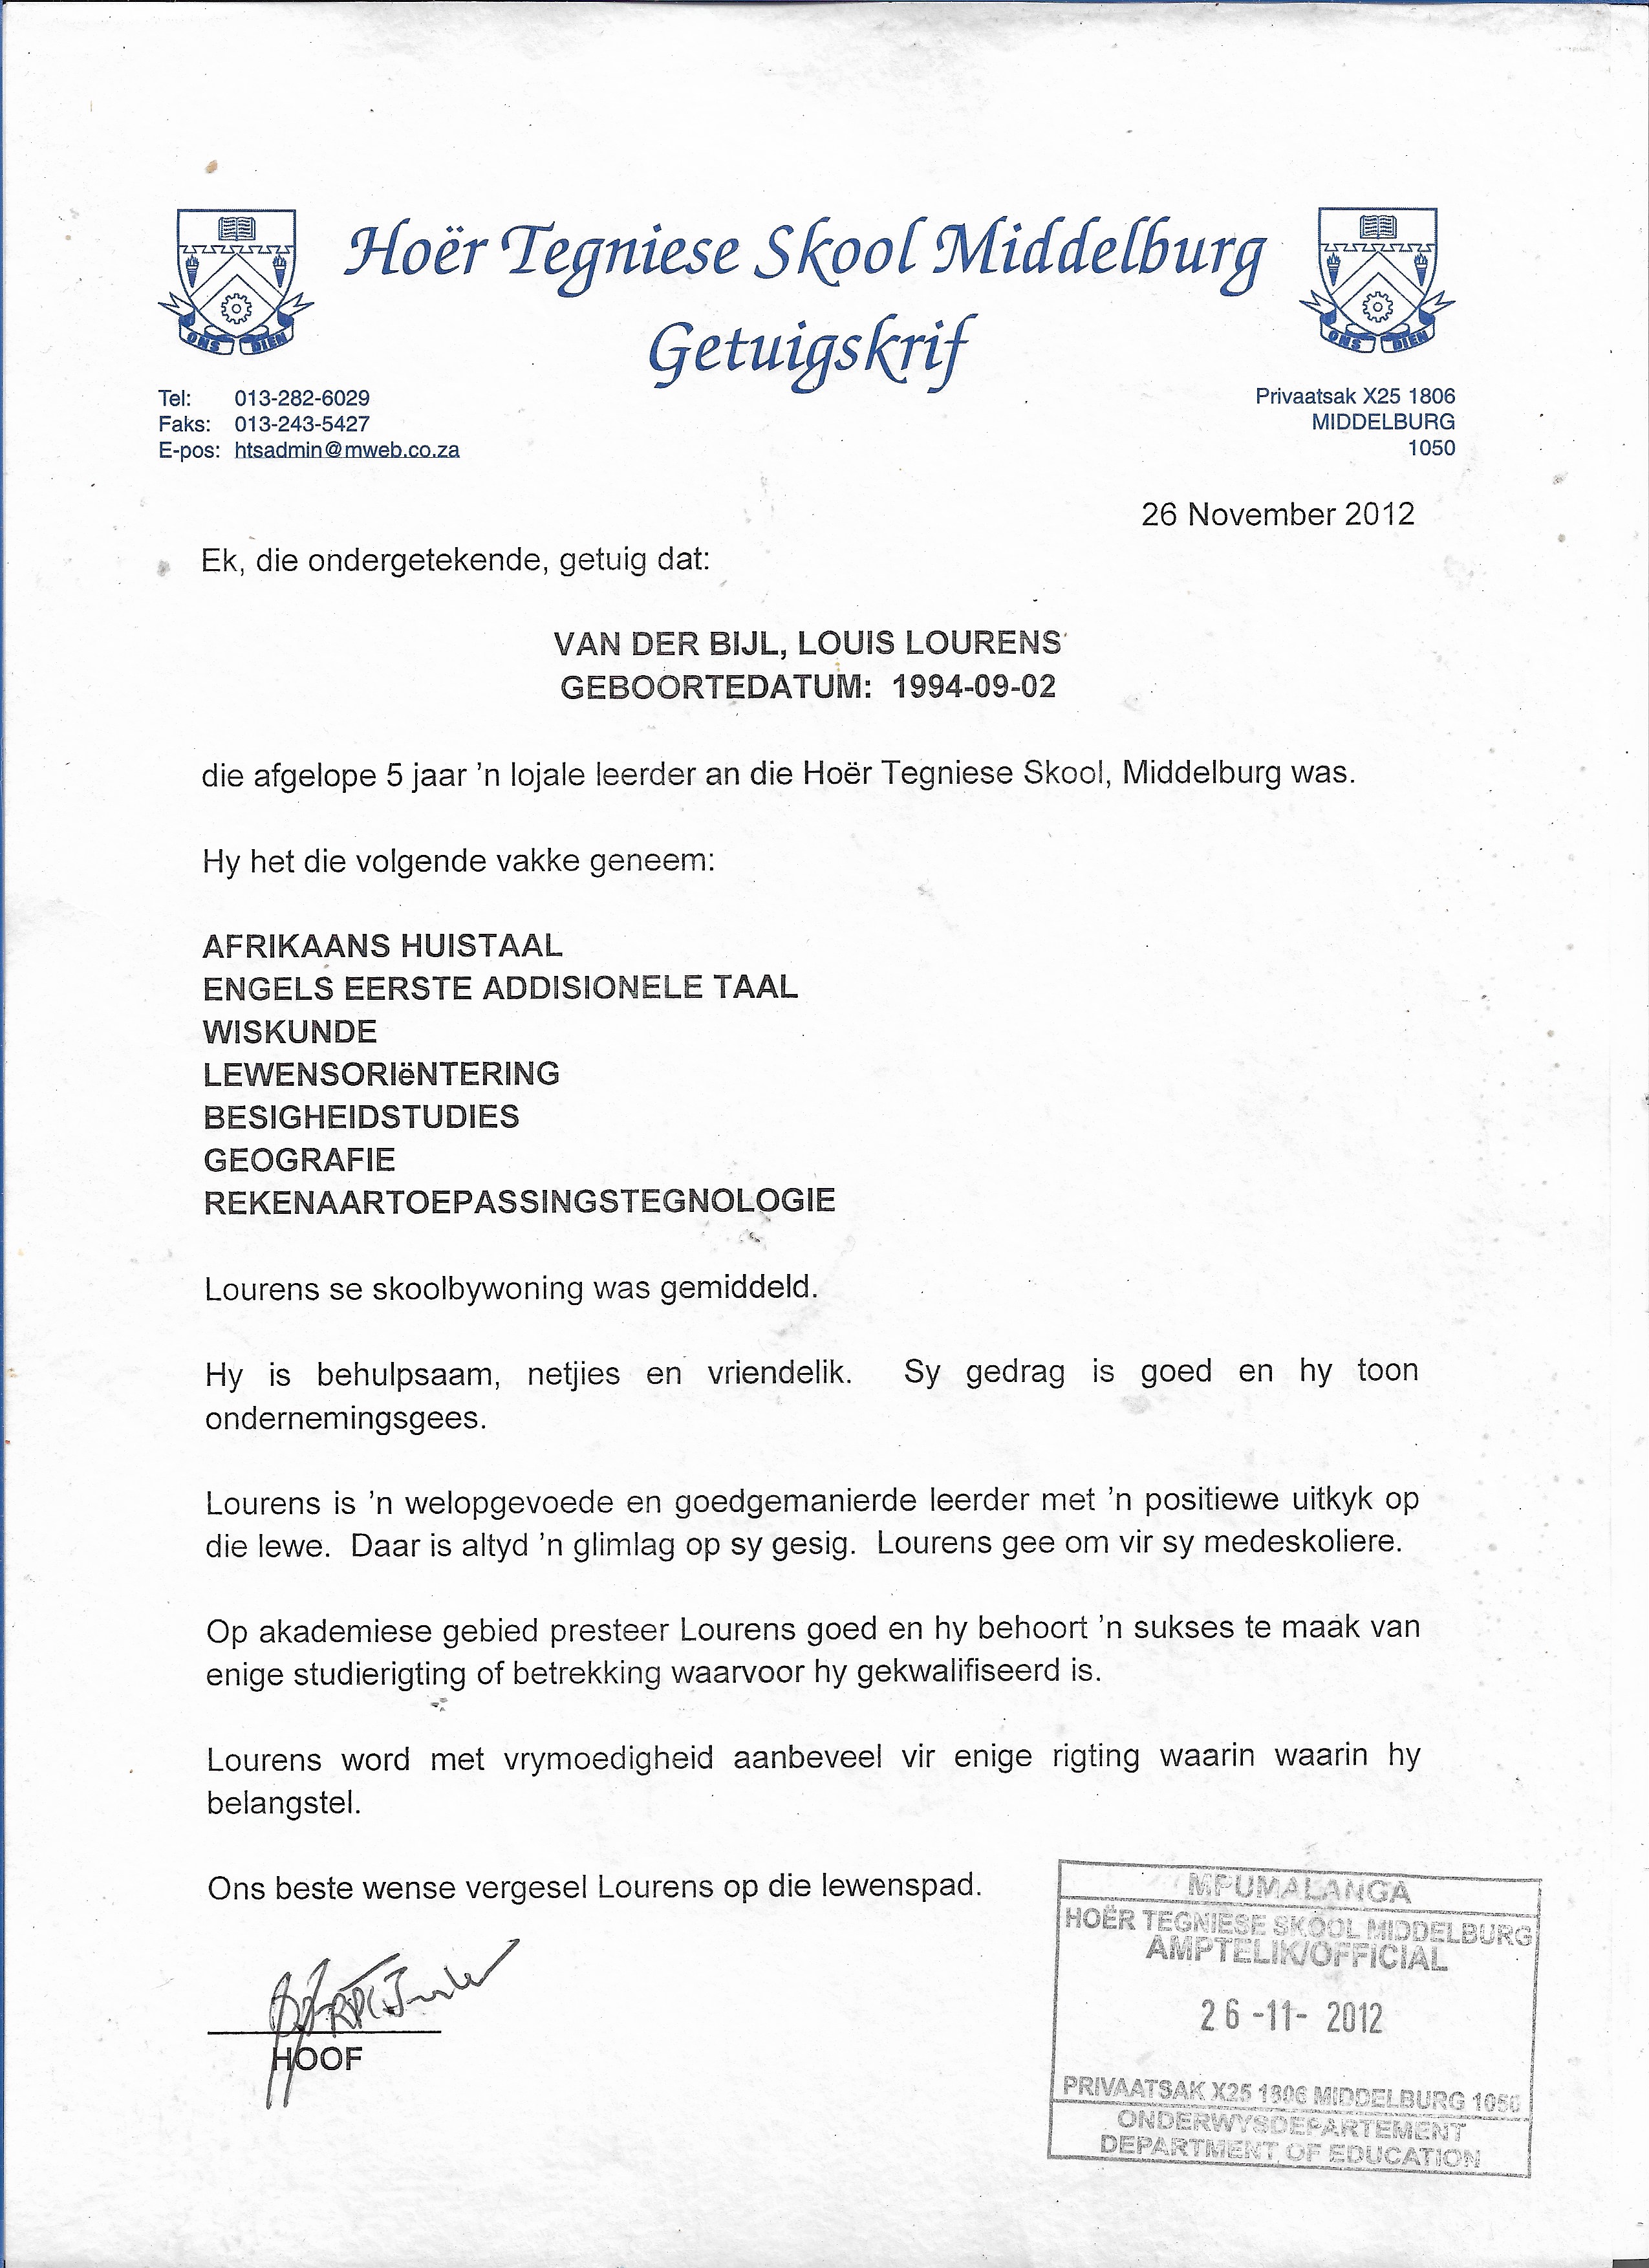 Hoër Tegniese Skool Middelburg
Getuigskrif
ONS DIEN
ONS DIEN
Tel: 013-282-6029
Faks: 013-243-5427
E-pos: htsadmin@mweb.co.za
Privaatsak X25 1806
MIDDELBURG
1050
26 November 2012
Ek, die ondergetekende, getuig dat:
VAN DER BIJL, LOUIS LOURENS
GEBOORTEDATUM: 1994-09-02
die afgelope 5 jaar 'n lojale leerder an die Hoër Tegniese Skool, Middelburg was.
Hy het die volgende vakke geneem:
AFRIKAANS HUISTAAL
ENGELS EERSTE ADDISIONELE TAAL
WISKUNDE
LEWENSORIëNTERING
BESIGHEIDSTUDIES
GEOGRAFIE
REKENAARTOEPASSINGSTEGNOLOGIE
Lourens se skoolbywoning was gemiddeld.
Hy is behulpsaam, netjies en vriendelik. Sy gedrag is goed en hy toon
ondernemingsgees.
Lourens is 'n welopgevoede en goedgemanierde leerder met 'n positiewe uitkyk op
die lewe. Daar is altyd 'n glimlag op sy gesig. Lourens gee om vir sy medeskoliere.
Op akademiese gebied presteer Lourens goed en hy behoort 'n sukses te maak van
enige studierigting of betrekking waarvoor hy gekwalifiseerd is.
Lourens word met vrymoedigheid aanbeveel vir enige rigting waarin waarin hy
belangstel.
Ons beste wense vergesel Lourens op die lewenspad.
HOOF
MPUMALANGA
HOËR TEGNIESE SKOOL MIDDELBURG
AMPTELIK/OFFICIAL
26 -11- 2012
PRIVAATSAK X25 1806 MIDDELBURG 1050
ONDERWYSDEPARTEMENT
DEPARTMENT OF EDUCATION